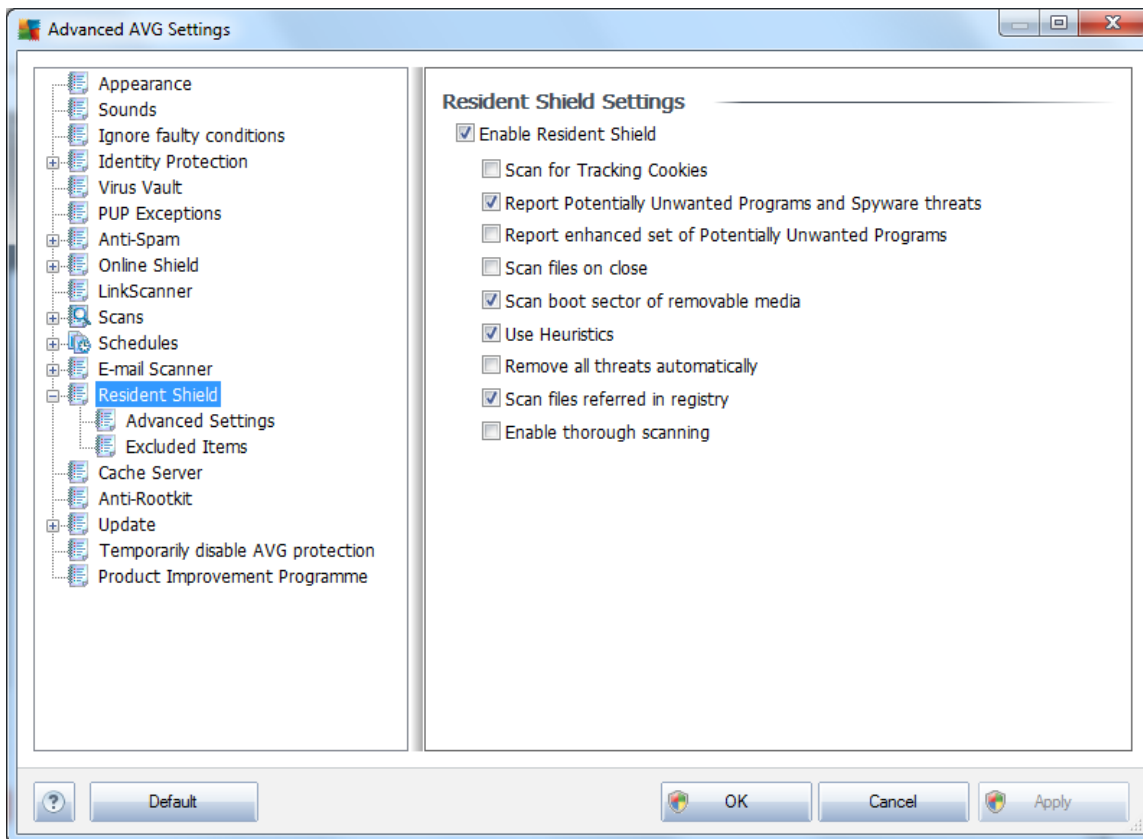 Advanced AVG Settings
Appearance
Sounds
Ignore faulty conditions
Identity Protection
Virus Vault
PUP Exceptions
Anti-Spam
Online Shield
LinkScanner
Scans
Schedules
E-mail Scanner
Resident Shield
Advanced Settings
Excluded Items
Cache Server
Anti-Rootkit
Update
Temporarily disable AVG protection
Product Improvement Programme
Resident Shield Settings
Enable Resident Shield
Scan for Tracking Cookies
Report Potentially Unwanted Programs and Spyware threats
Report enhanced set of Potentially Unwanted Programs
Scan files on close
Scan boot sector of removable media
Use Heuristics
Remove all threats automatically
Scan files referred in registry
Enable thorough scanning
? Default OK Cancel Apply